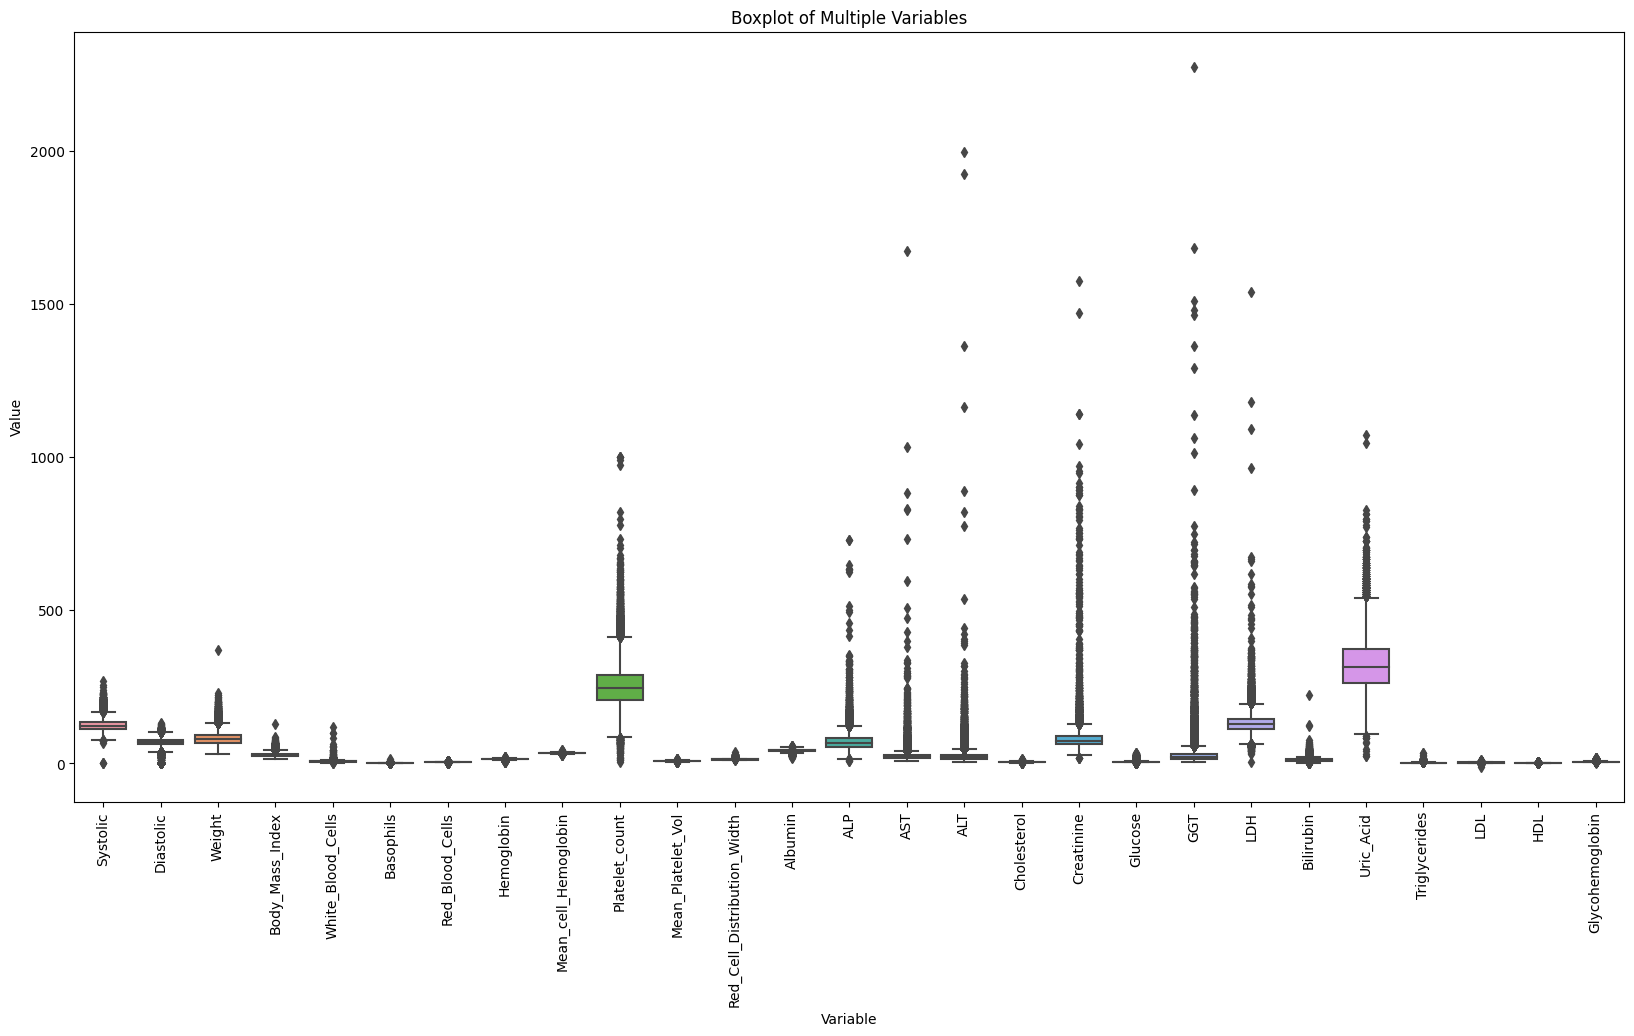 Boxplot of Multiple Variables
2000
1500
1000
500
0
Value
Systolic
Diastolic
Weight
Body_Mass_Index
White_Blood_Cells
Basophils
Red_Blood_Cells
Hemoglobin
Mean_cell_Hemoglobin
Platelet_count
Mean_Platelet_Vol
Red_Cell_Distribution_Width
Albumin
ALP
AST
ALT
Cholesterol
Creatinine
Glucose
GGT
LDH
Bilirubin
Uric_Acid
Triglycerides
LDL
HDL
Glycohemoglobin
Variable